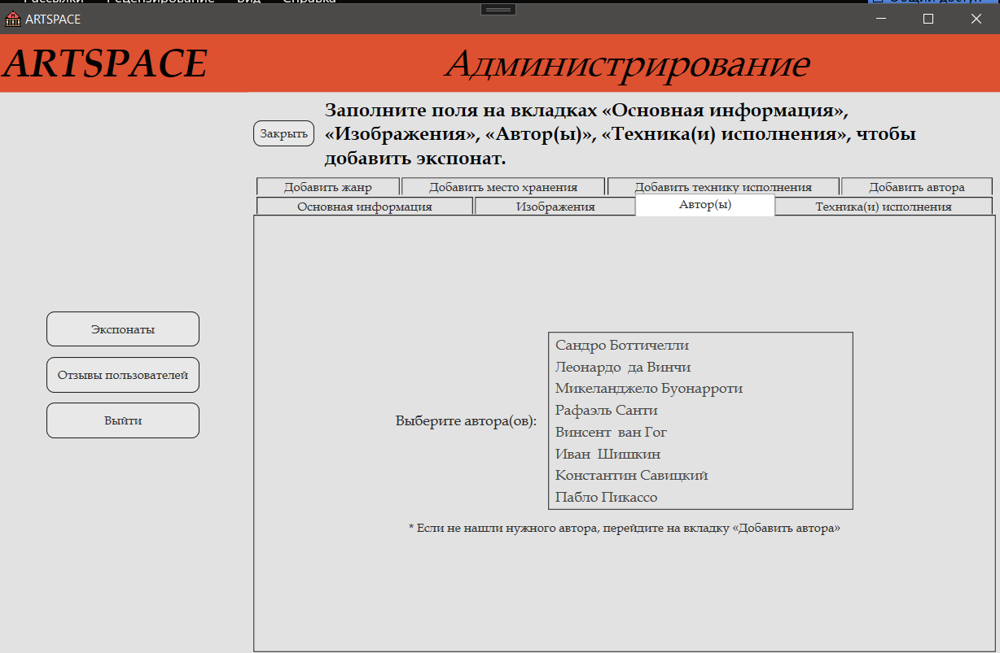 Рассылки Рецензирование Вид Справка Общий доступ
ARTSPACE
ARTSPACE
Администрирование
Закрыть
Заполните поля на вкладках «Основная информация»,
«Изображения», «Автор(ы)», «Техника(и) исполнения», чтобы
добавить экспонат.
Добавить жанр Добавить место хранения Добавить технику исполнения Добавить автора
Основная информация Изображения Автор(ы) Техника(и) исполнения
Экспонаты
Отзывы пользователей
Выйти
Выберите автора(ов):
Сандро Боттичелли
Леонардо да Винчи
Микеланджело Буонарроти
Рафаэль Санти
Винсент ван Гог
Иван Шишкин
Константин Савицкий
Пабло Пикассо
* Если не нашли нужного автора, перейдите на вкладку «Добавить автора»